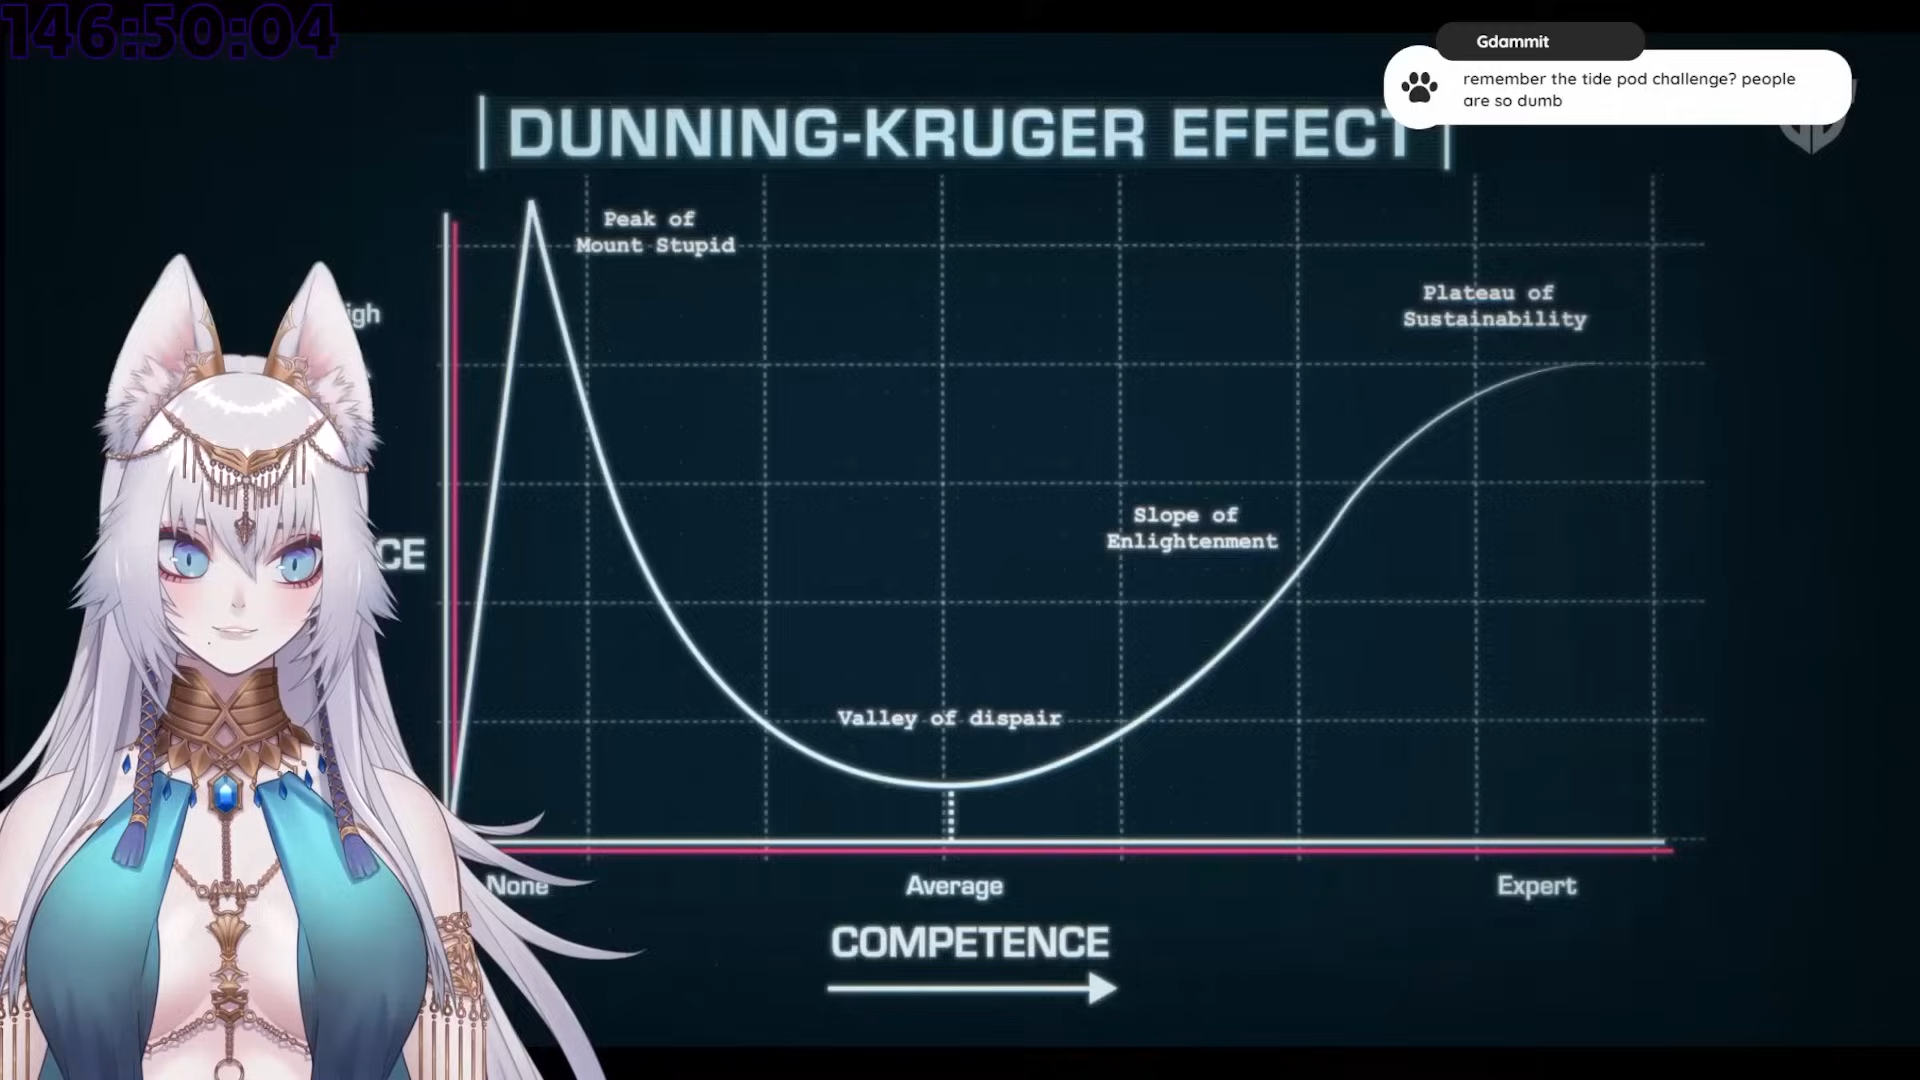 146:50:04
Gdammit
remember the tide pod challenge? people
are so dumb
DUNNING-KRUGER EFFECT
Peak of
Mount Stupid
Plateau of
Sustainability
Slope of
Enlightenment
Valley of dispair
None
Average
Expert
COMPETENCE